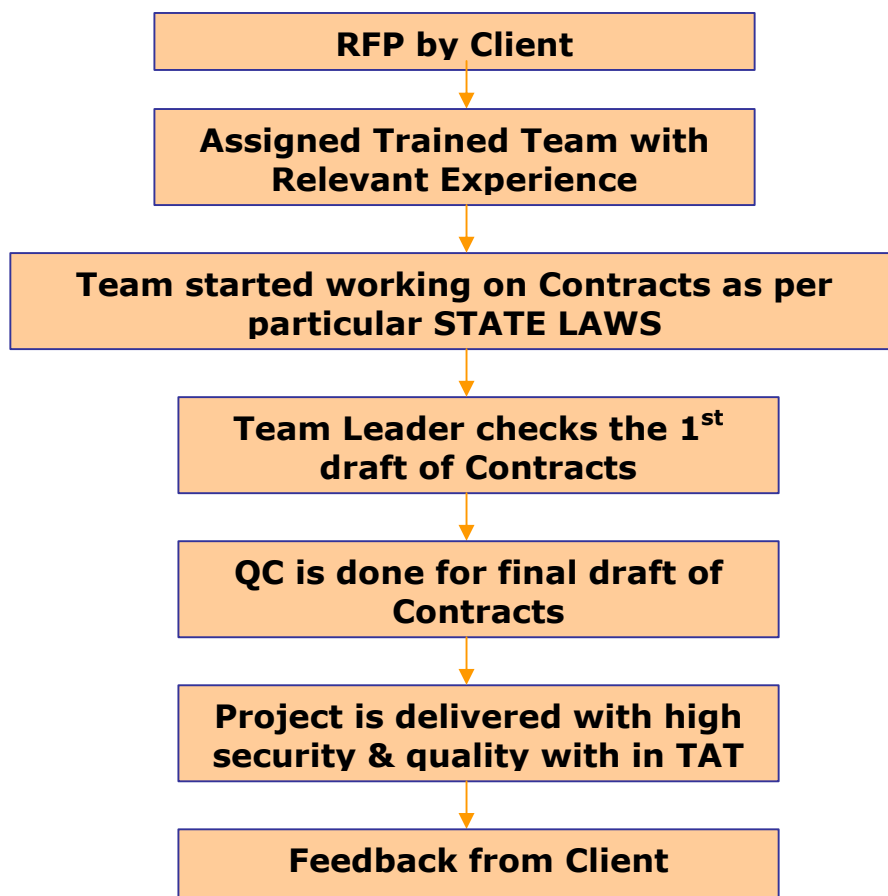 RFP by Client
Assigned Trained Team with
Relevant Experience
Team started working on Contracts as per
particular STATE LAWS
Team Leader checks the 1st
draft of Contracts
QC is done for final draft of
Contracts
Project is delivered with high
security & quality with in TAT
Feedback from Client